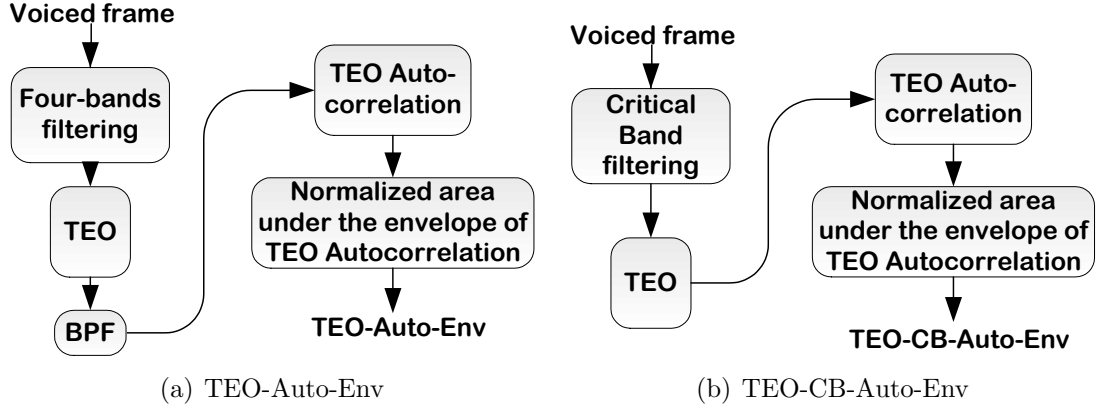 Voiced frame
Four-bands
filtering
TEO
BPF
TEO Auto-
correlation
Normalized area
under the envelope of
TEO Autocorrelation
TEO-Auto-Env
(a) TEO-Auto-Env
Voiced frame
Critical
Band
filtering
TEO
TEO Auto-
correlation
Normalized area
under the envelope of
TEO Autocorrelation
TEO-CB-Auto-Env
(b) TEO-CB-Auto-Env